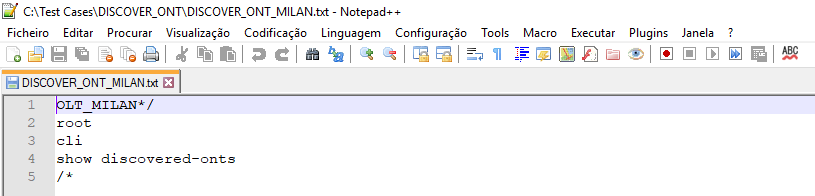 C:\Test Cases\DISCOVER_ONT\DISCOVER_ONT_MILAN.txt - Notepad++
Ficheiro Editar Procurar Visualização Codificação Linguagem Configuração Tools Macro Executar Plugins Janela ?
ABC
DISCOVER_ONT_MILAN.txt
1 OLT_MILAN*/
2 root
3 cli
4 show discovered-onts
5 /*